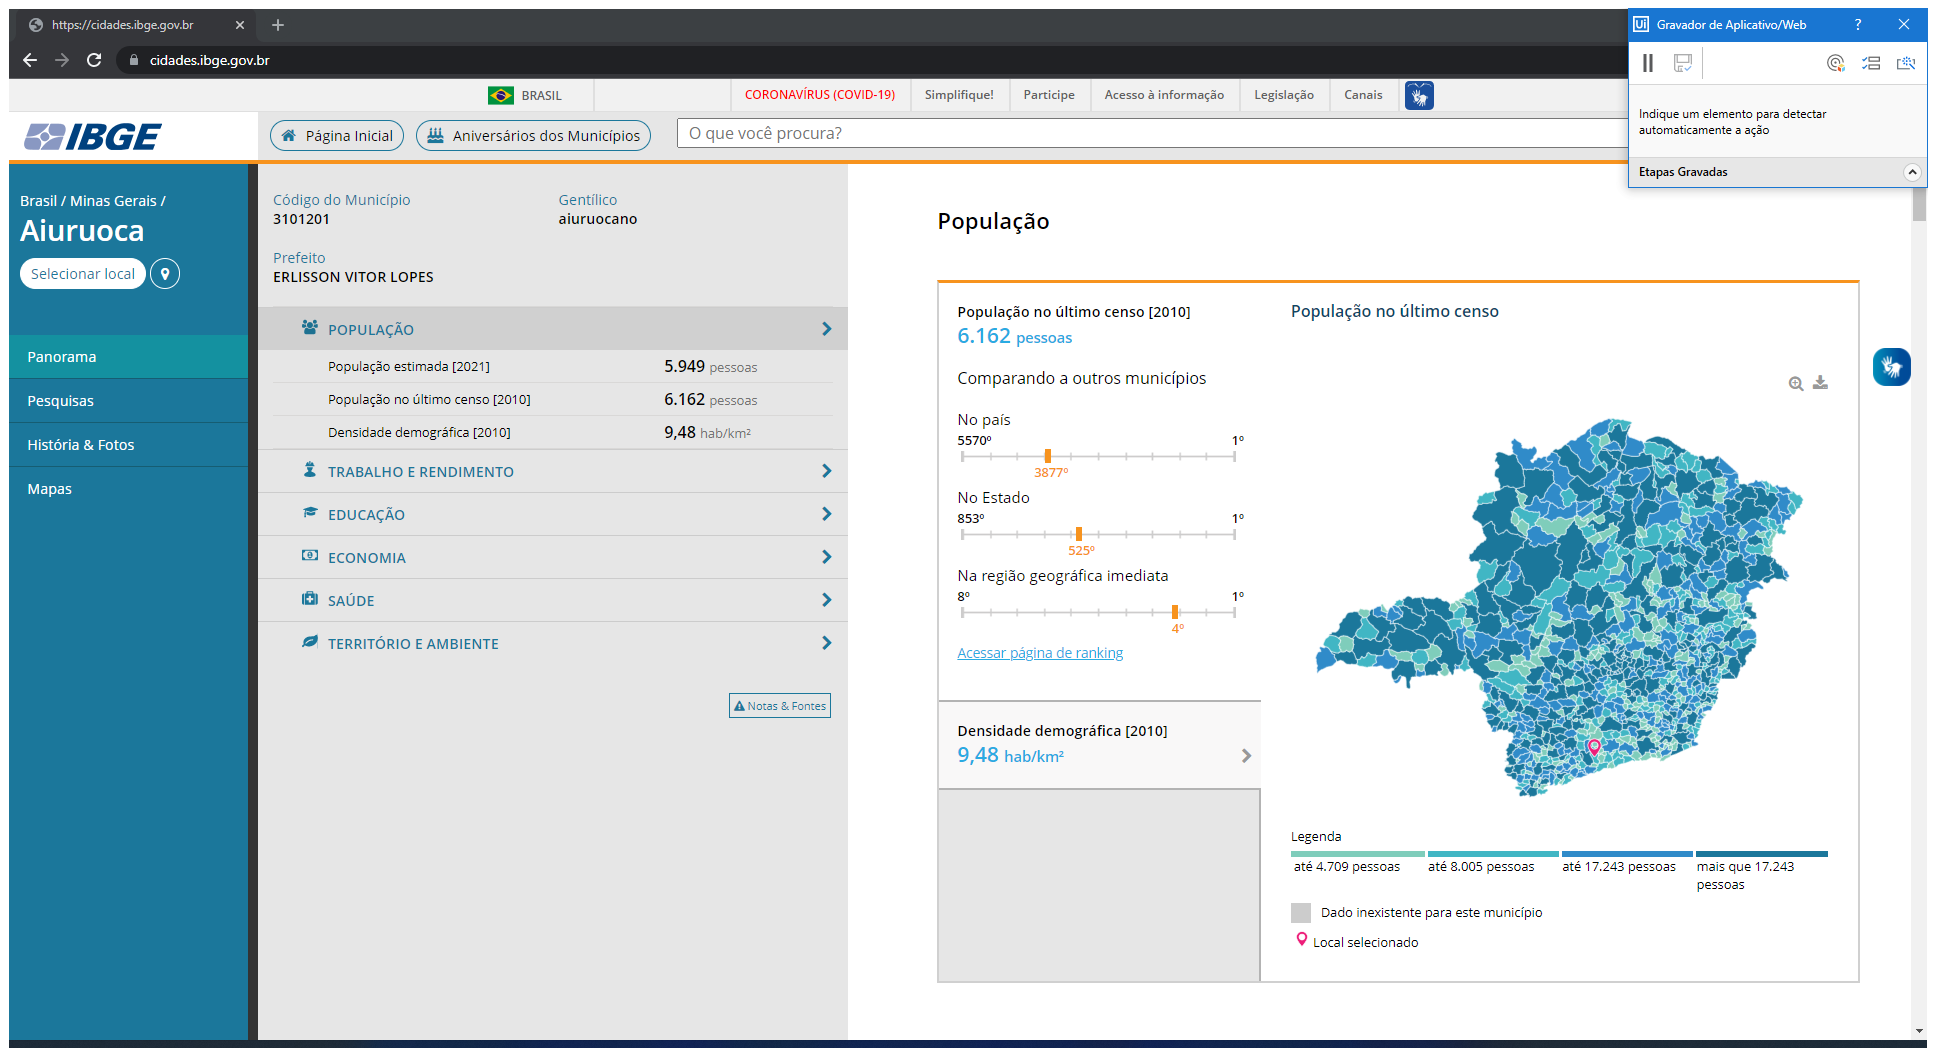 https://cidades.ibge.gov.br
cidades.ibge.gov.br
Ui Gravador de Aplicativo/Web ?
Indique um elemento para detectar
automaticamente a ação
Etapas Gravadas
BRASIL
CORONAVÍRUS (COVID-19)
Simplifique!
Participe
Acesso à informação
Legislação
Canais
IBGE
Página Inicial
Aniversários dos Municípios
O que você procura?
Brasil / Minas Gerais /
Aiuruoca
Selecionar local
Panorama
Pesquisas
História & Fotos
Mapas
Código do Município
3101201
Gentílico
aiuruocano
Prefeito
ERLISSON VITOR LOPES
POPULAÇÃO
População estimada [2021] 5.949 pessoas
População no último censo [2010] 6.162 pessoas
Densidade demográfica [2010] 9,48 hab/km²
TRABALHO E RENDIMENTO
EDUCAÇÃO
ECONOMIA
SAÚDE
TERRITÓRIO E AMBIENTE
Notas & Fontes
População
População no último censo [2010]
6.162 pessoas
Comparando a outros municípios
No país
5570º 1º
3877º
No Estado
853º 1º
525º
Na região geográfica imediata
8º 1º
4º
Acessar página de ranking
Densidade demográfica [2010]
9,48 hab/km²
População no último censo
Legenda
até 4.709 pessoas
até 8.005 pessoas
até 17.243 pessoas
mais que 17.243
pessoas
Dado inexistente para este município
Local selecionado